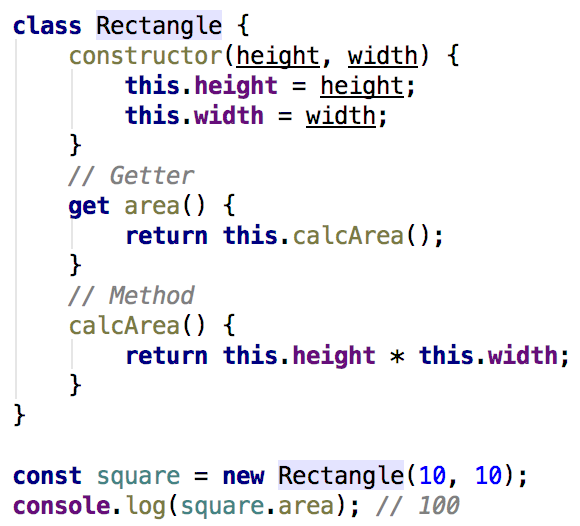 class Rectangle {
    constructor(height, width) {
        this.height = height;
        this.width = width;
    }
    // Getter
    get area() {
        return this.calcArea();
    }
    // Method
    calcArea() {
        return this.height * this.width;
    }
}

const square = new Rectangle(10, 10);
console.log(square.area); // 100